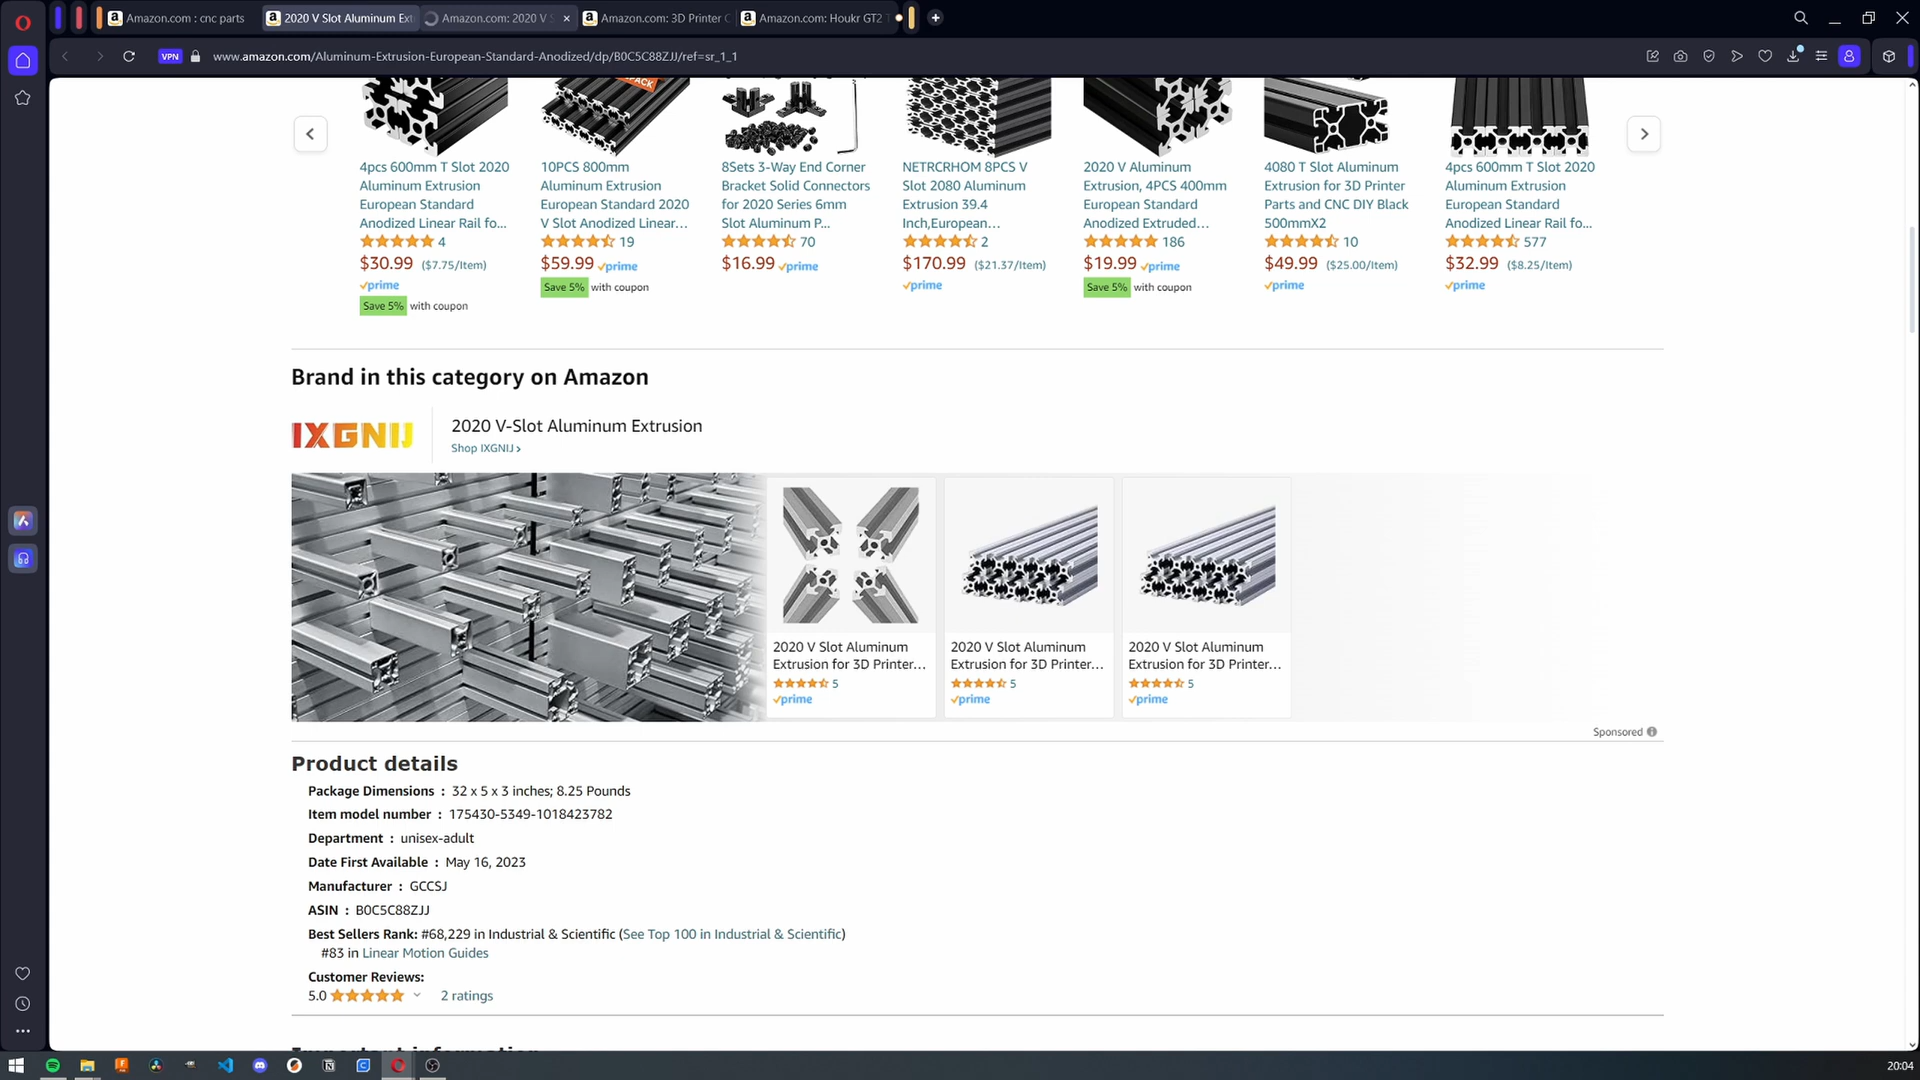 Amazon.com : cnc parts
2020 V Slot Aluminum Ext
Amazon.com: 2020 V S
Amazon.com: 3D Printer C
Amazon.com: Houkr GT2 T
VPN
www.amazon.com/Aluminum-Extrusion-European-Standard-Anodized/dp/B0C5C88ZJJ/ref=sr_1_1
4pcs 600mm T Slot 2020
Aluminum Extrusion
European Standard
Anodized Linear Rail fo...
4
$30.99 ($7.75/Item)
prime
Save 5% with coupon
PACK
10PCS 800mm
Aluminum Extrusion
European Standard 2020
V Slot Anodized Linear...
19
$59.99 prime
Save 5% with coupon
8Sets 3-Way End Corner
Bracket Solid Connectors
for 2020 Series 6mm
Slot Aluminum P...
70
$16.99 prime
NETRCRHOM 8PCS V
Slot 2080 Aluminum
Extrusion 39.4
Inch,European...
2
$170.99 ($21.37/Item)
prime
2020 V Aluminum
Extrusion, 4PCS 400mm
European Standard
Anodized Extruded...
186
$19.99 prime
Save 5% with coupon
4080 T Slot Aluminum
Extrusion for 3D Printer
Parts and CNC DIY Black
500mmX2
10
$49.99 ($25.00/Item)
prime
4pcs 600mm T Slot 2020
Aluminum Extrusion
European Standard
Anodized Linear Rail fo...
577
$32.99 ($8.25/Item)
prime
Brand in this category on Amazon
IXGNIJ
2020 V-Slot Aluminum Extrusion
Shop IXGNIJ ›
2020 V Slot Aluminum
Extrusion for 3D Printer...
5
prime
2020 V Slot Aluminum
Extrusion for 3D Printer...
5
prime
2020 V Slot Aluminum
Extrusion for 3D Printer...
5
prime
Sponsored
Product details
Package Dimensions : 32 x 5 x 3 inches; 8.25 Pounds
Item model number : 175430-5349-1018423782
Department : unisex-adult
Date First Available : May 16, 2023
Manufacturer : GCCSJ
ASIN : B0C5C88ZJJ
Best Sellers Rank: #68,229 in Industrial & Scientific (See Top 100 in Industrial & Scientific)
#83 in Linear Motion Guides
Customer Reviews:
5.0 2 ratings
Important information
20:04